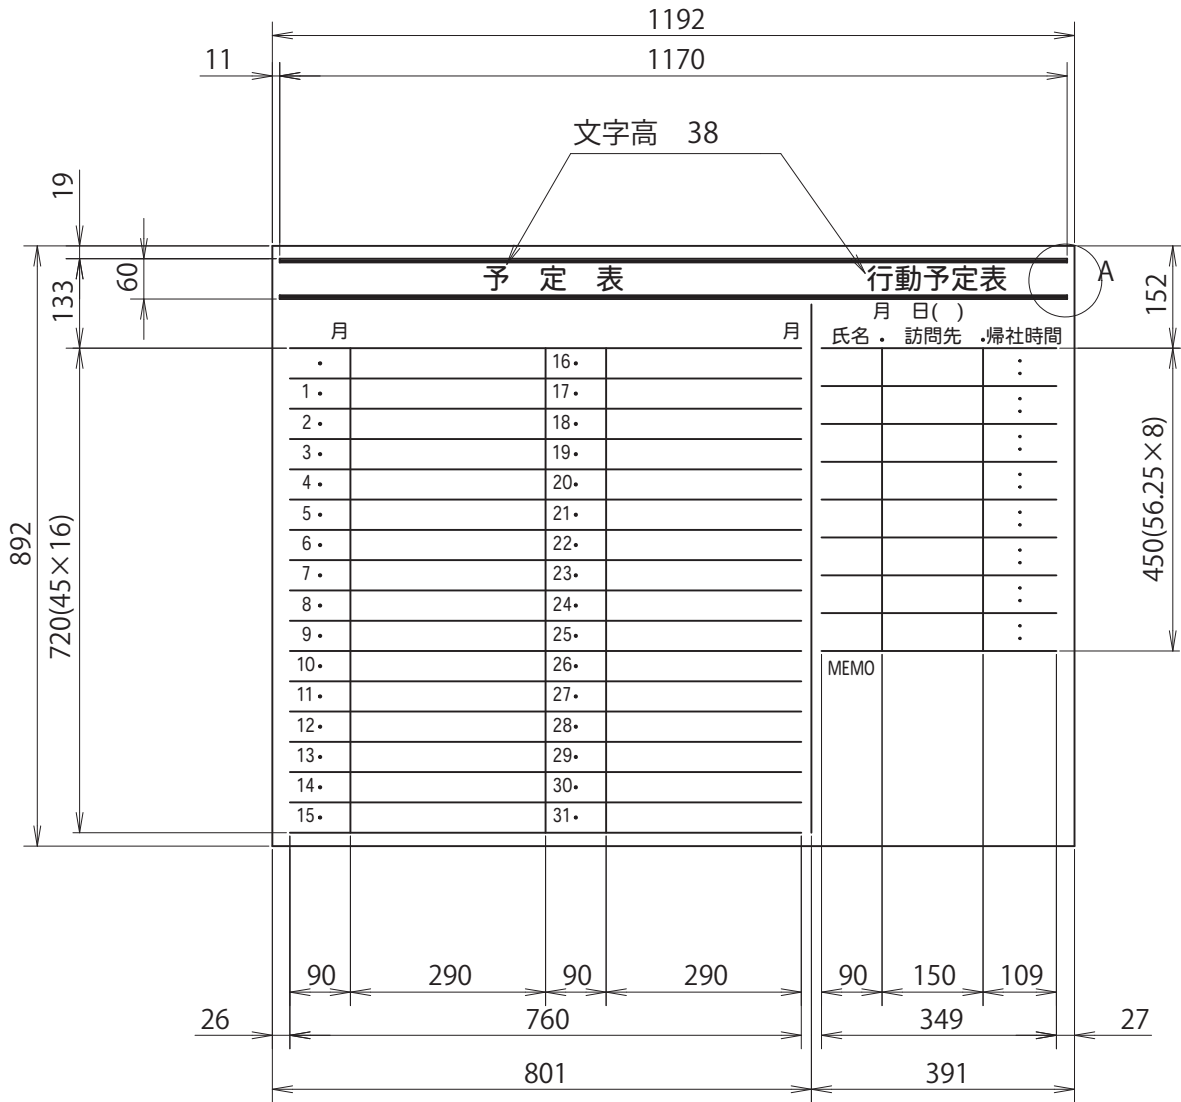 1192
11 1170
文字高 38
19
133
60
892
720(45×16)
予 定 表 行動予定表
A
152
450(56.25×8)
月 月
月 日( )
氏名・ 訪問先 ・帰社時間
・ 16・ :
1・ 17・ :
2・ 18・ :
3・ 19・ :
4・ 20・ :
5・ 21・ :
6・ 22・ :
7・ 23・ :
8・ 24・
9・ 25・
10・ 26・
11・ 27・
12・ 28・
13・ 29・
14・ 30・
15・ 31・
MEMO
90 290 90 290 90 150 109
26 760 349 27
801 391